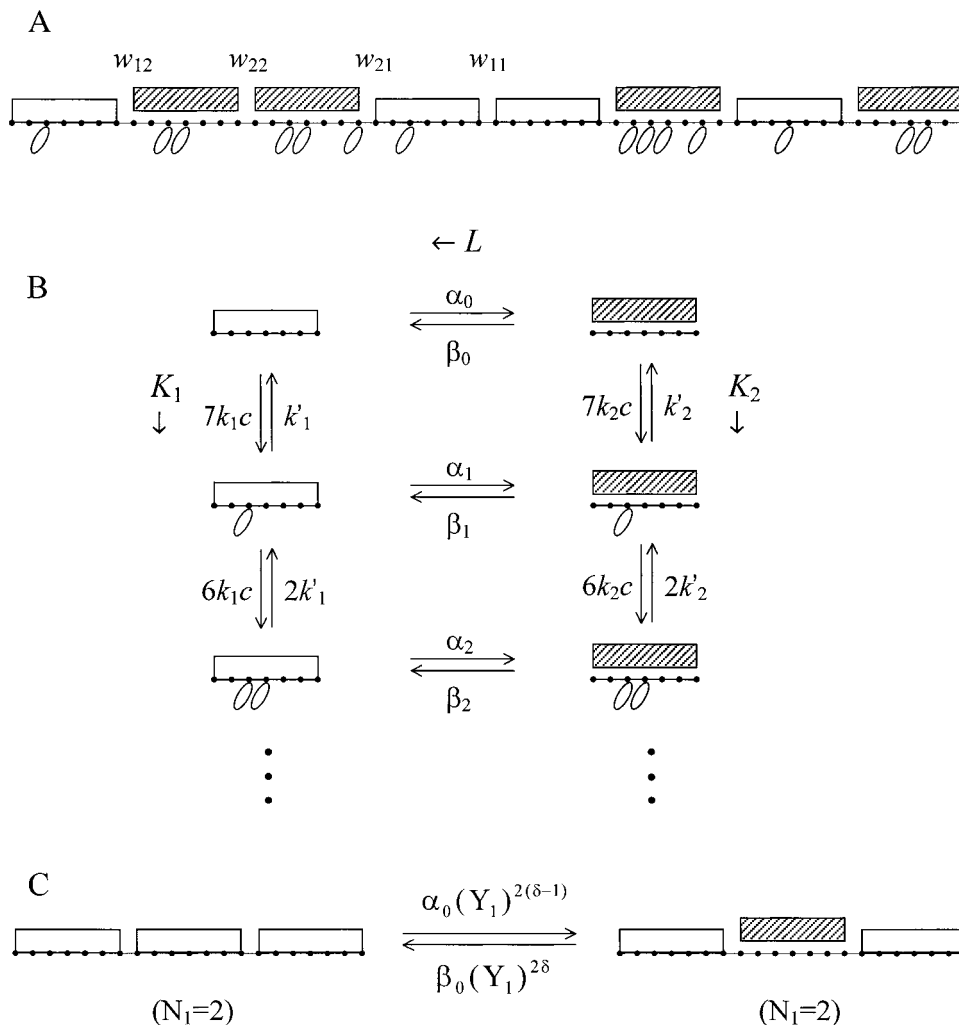 A
w₁₂ w₂₂ w₂₁ w₁₁
← L
B
α₀
β₀
K₁ ↓ 7k₁c k'₁ 7k₂c k'₂ K₂ ↓
α₁
β₁
6k₁c 2k'₁ 6k₂c 2k'₂
α₂
β₂
C
α₀(Y₁)²⁽ᵟ⁻¹⁾
β₀(Y₁)²ᵟ
(N₁=2) (N₁=2)